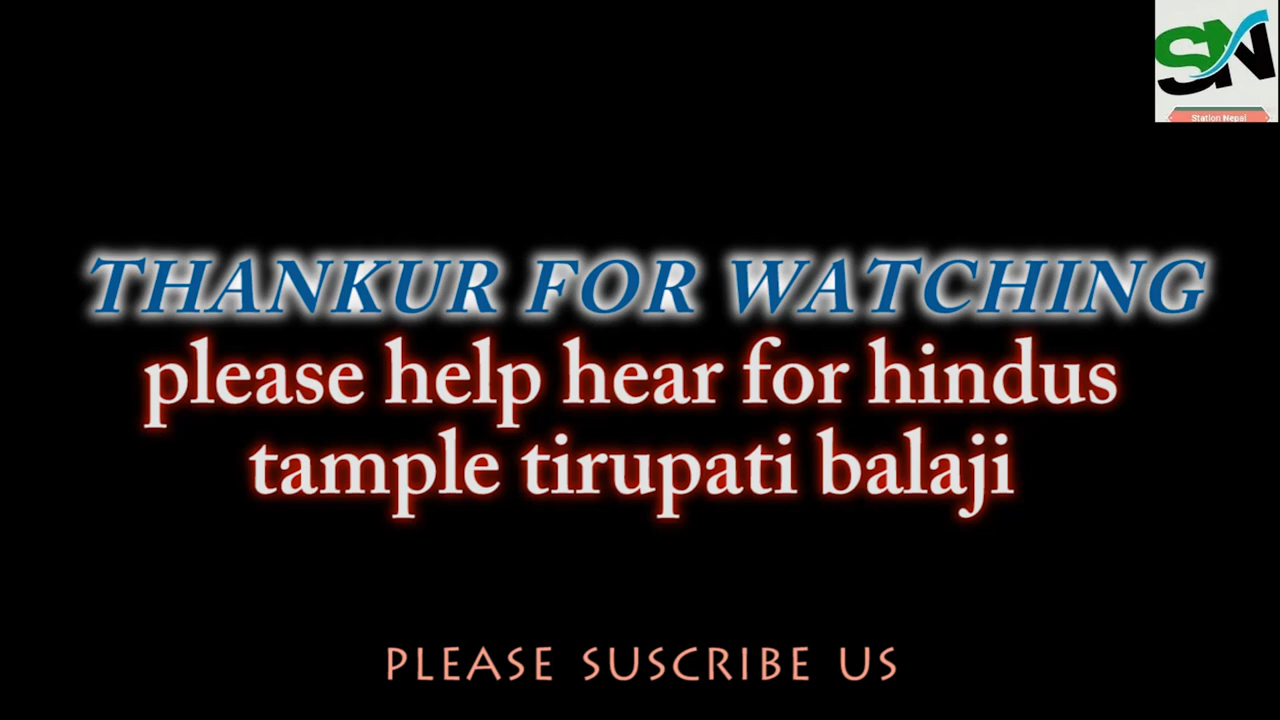 SN
Station Nepal
THANKUR FOR WATCHING
please help hear for hindus
tample tirupati balaji
PLEASE SUSCRIBE US